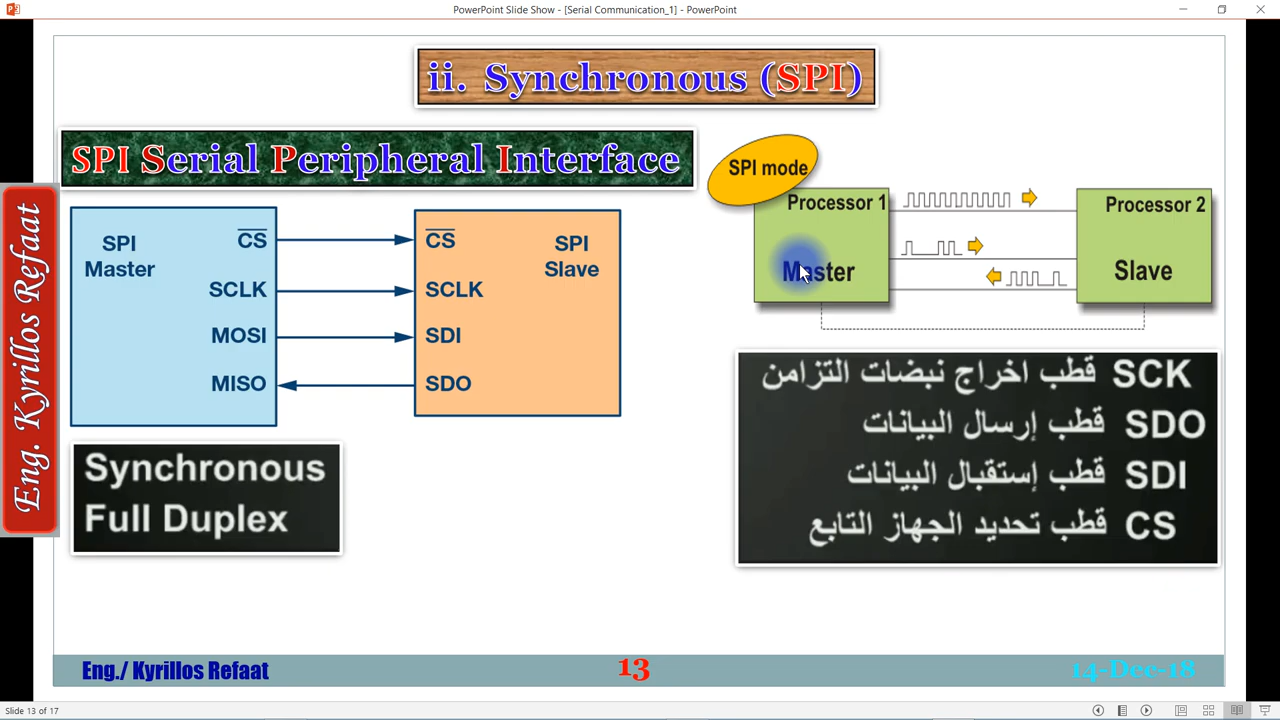 PowerPoint Slide Show - [Serial Communication_1] - PowerPoint
ii. Synchronous (SPI)
SPI Serial Peripheral Interface
SPI mode
Processor 1
Master
Processor 2
Slave
SPI
Master
CS
SCLK
MOSI
MISO
CS
SCLK
SDI
SDO
SPI
Slave
SCK قطب اخراج نبضات التزامن
SDO قطب إرسال البيانات
SDI قطب إستقبال البيانات
CS قطب تحديد الجهاز التابع
Synchronous
Full Duplex
Eng. Kyrillos Refaat
Eng./ Kyrillos Refaat
13
14-Dec-18
Slide 13 of 17